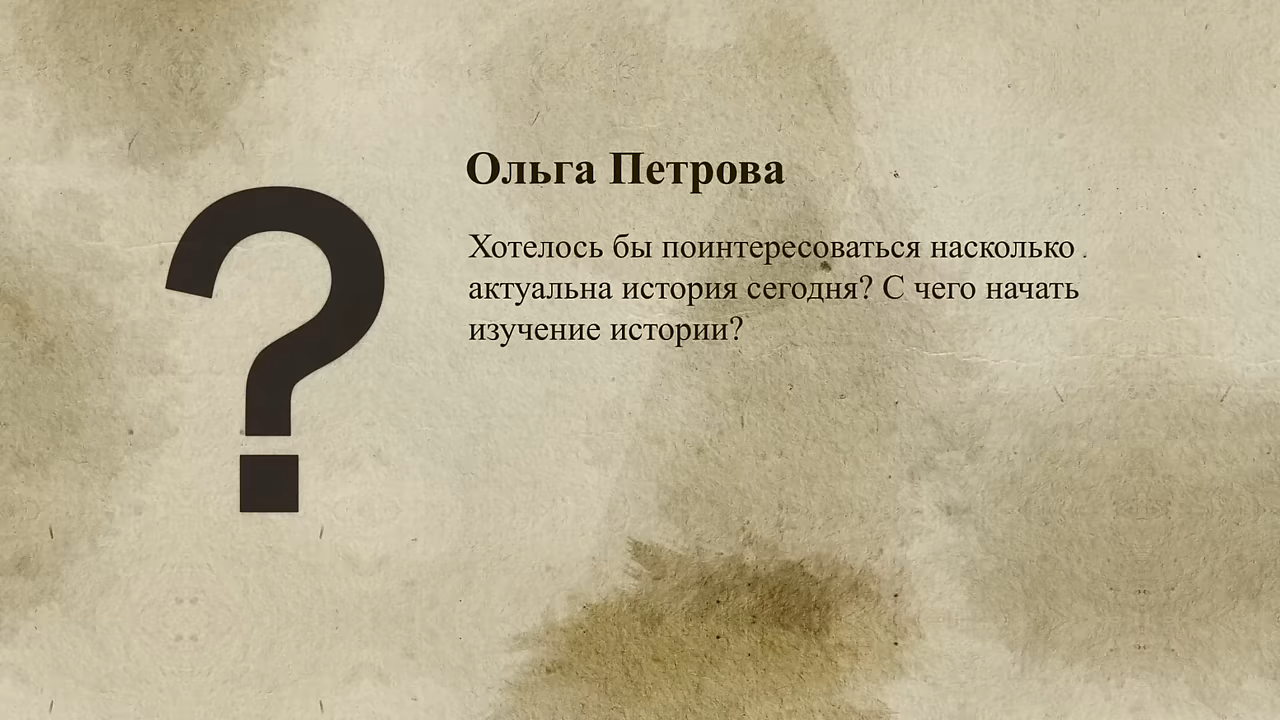 Ольга Петрова
Хотелось бы поинтересоваться насколько
актуальна история сегодня? С чего начать
изучение истории?